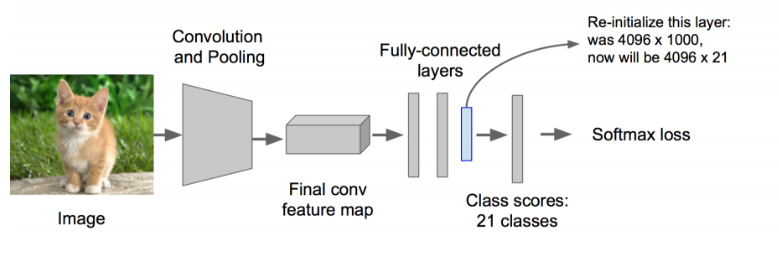 Convolution
and Pooling
Fully-connected
layers
Re-initialize this layer:
was 4096 x 1000,
now will be 4096 x 21
Image
Final conv
feature map
Class scores:
21 classes
Softmax loss